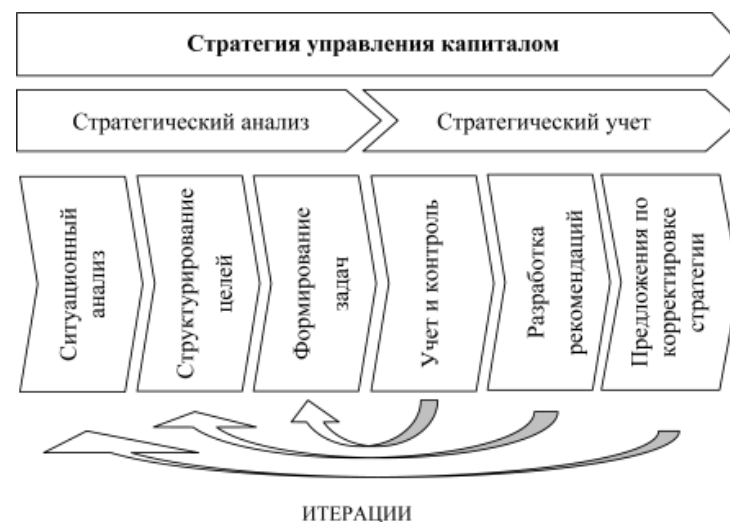 Стратегия управления капиталом
Стратегический анализ
Стратегический учет
Ситуационный
анализ
Структурирование
целей
Формирование
задач
Учет и контроль
Разработка
рекомендаций
Предложения по
корректировке
стратегии
ИТЕРАЦИИ